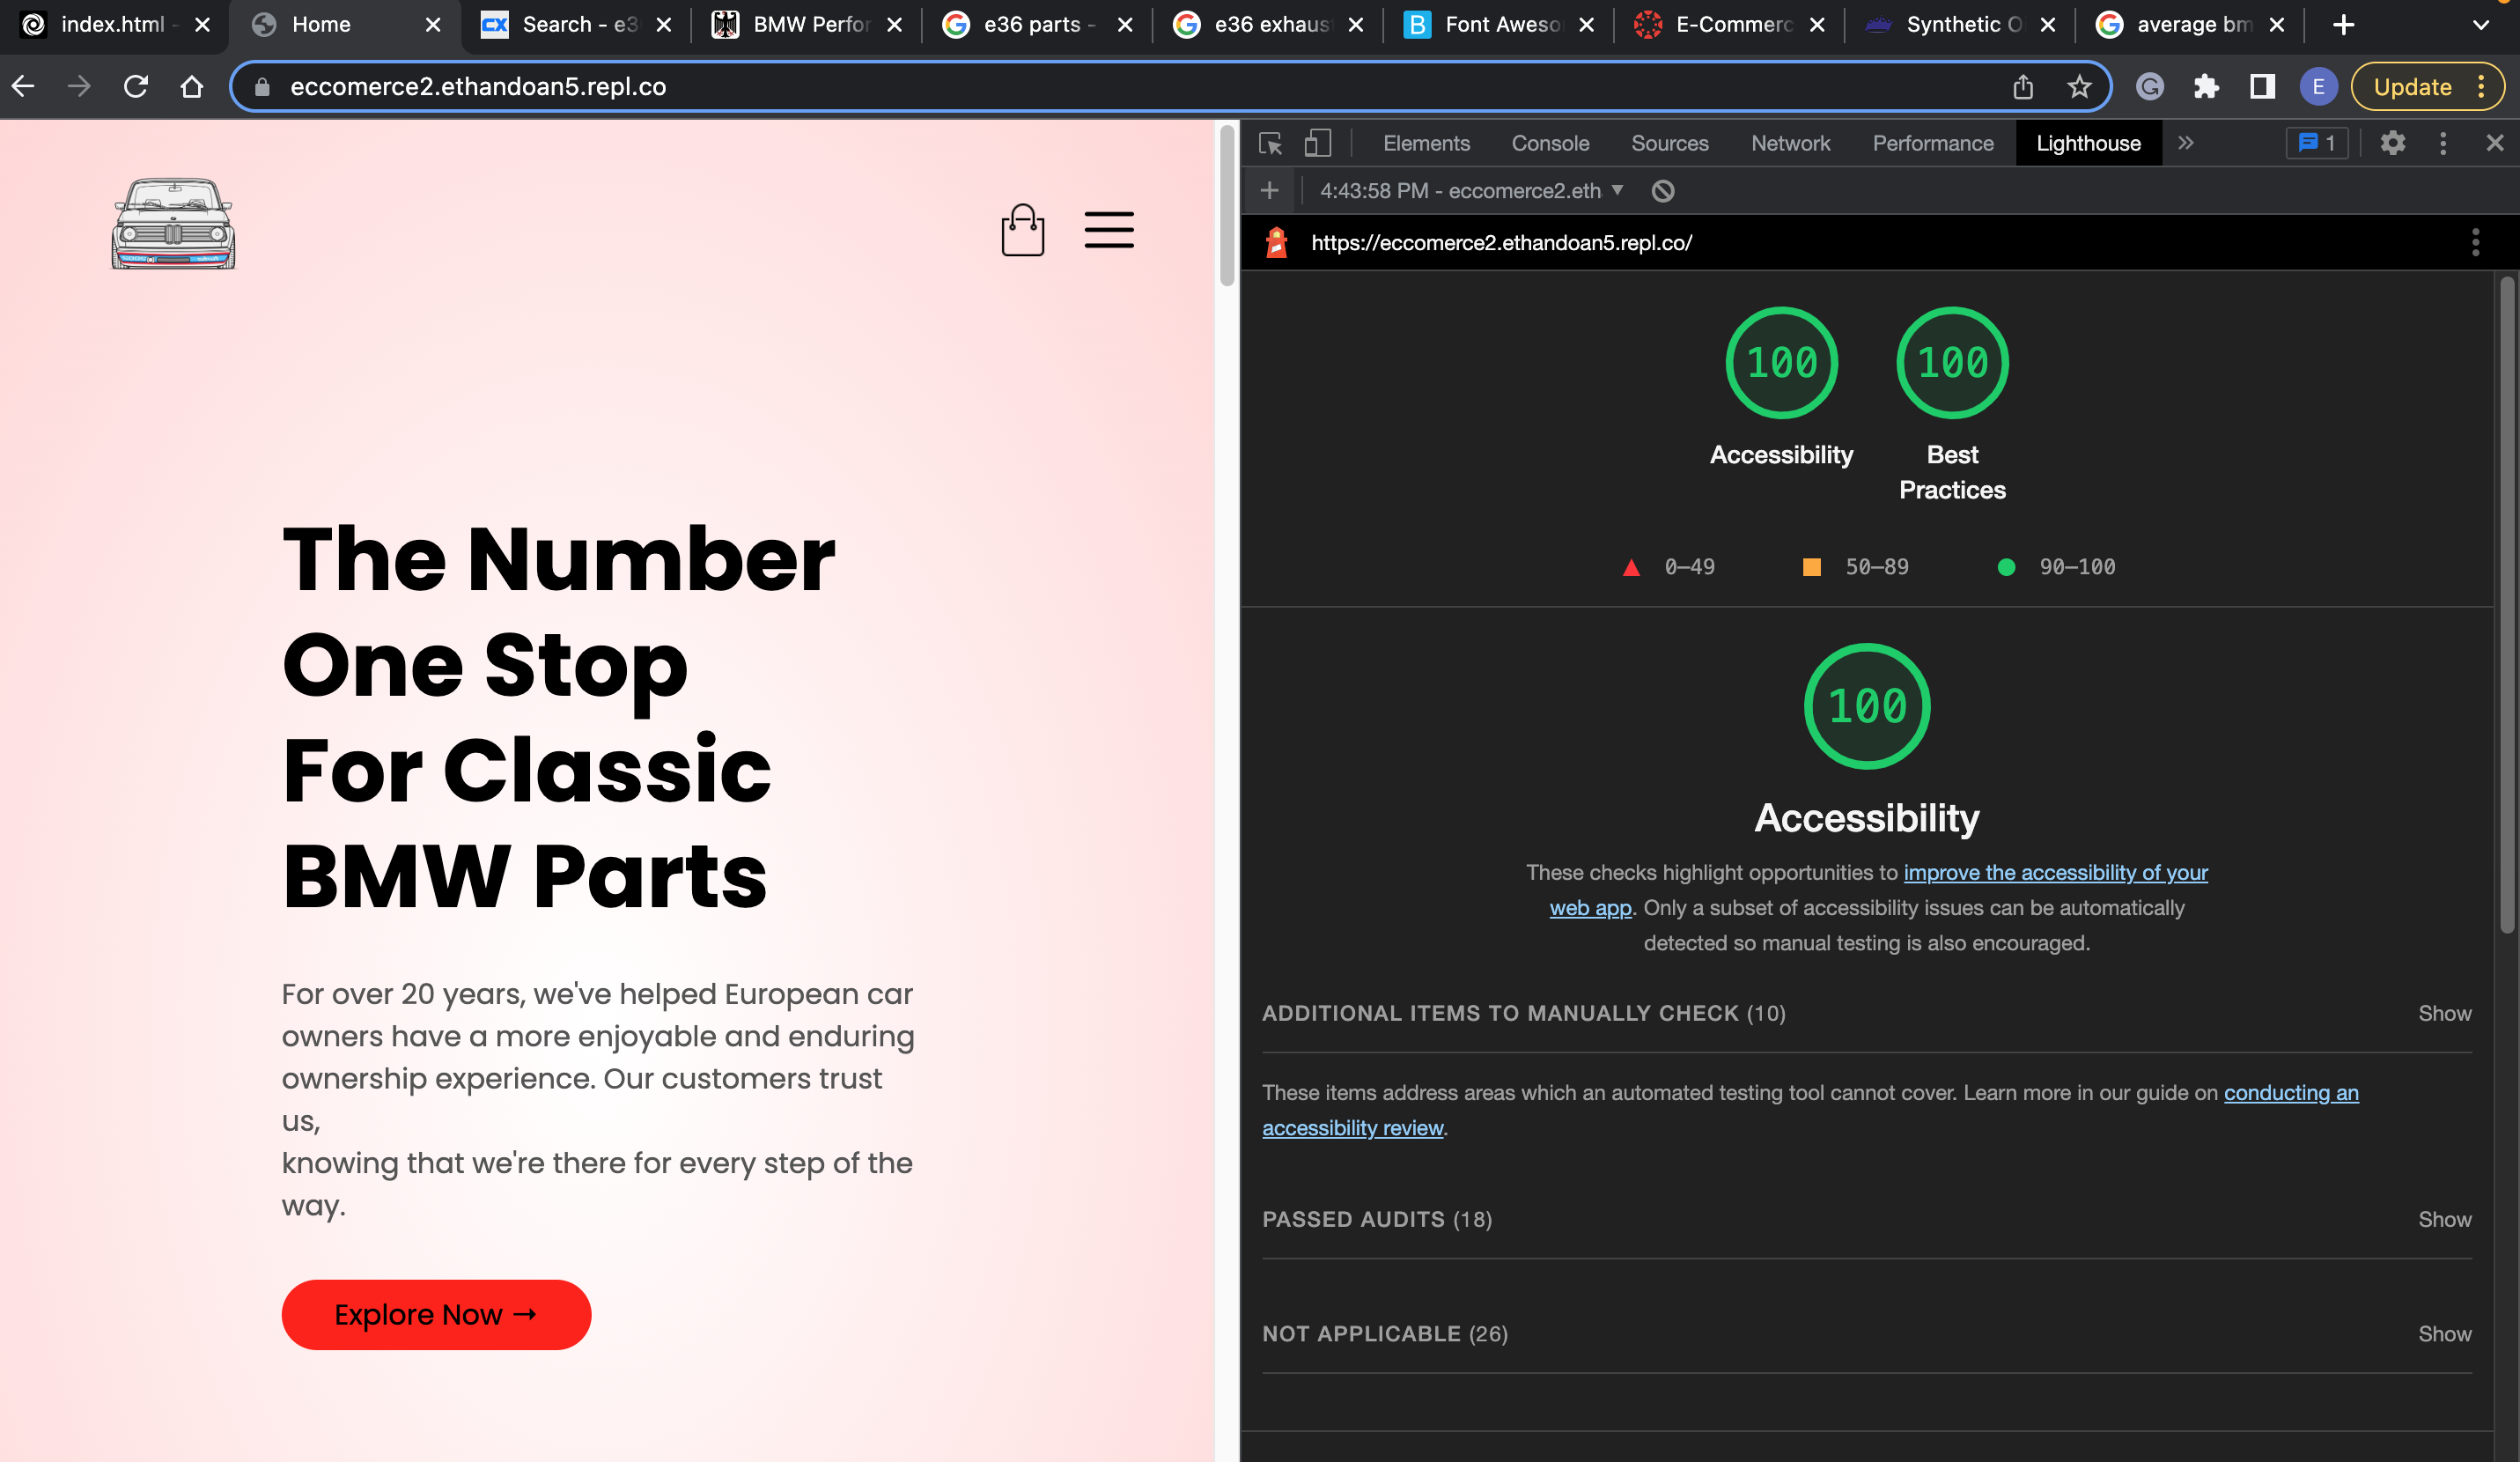 index.html
Home
Search - e3
BMW Perfor
e36 parts -
e36 exhaus
Font Aweso
E-Commerc
Synthetic O
average bm
eccomerce2.ethandoan5.repl.co
E
Update
Elements
Console
Sources
Network
Performance
Lighthouse
1
4:43:58 PM - eccomerce2.eth
https://eccomerce2.ethandoan5.repl.co/
The Number
One Stop
For Classic
BMW Parts
For over 20 years, we've helped European car
owners have a more enjoyable and enduring
ownership experience. Our customers trust
us,
knowing that we're there for every step of the
way.
Explore Now →
100
100
Accessibility
Best
Practices
0–49
50–89
90–100
100
Accessibility
These checks highlight opportunities to improve the accessibility of your
web app. Only a subset of accessibility issues can be automatically
detected so manual testing is also encouraged.
ADDITIONAL ITEMS TO MANUALLY CHECK (10)
Show
These items address areas which an automated testing tool cannot cover. Learn more in our guide on conducting an
accessibility review.
PASSED AUDITS (18)
Show
NOT APPLICABLE (26)
Show